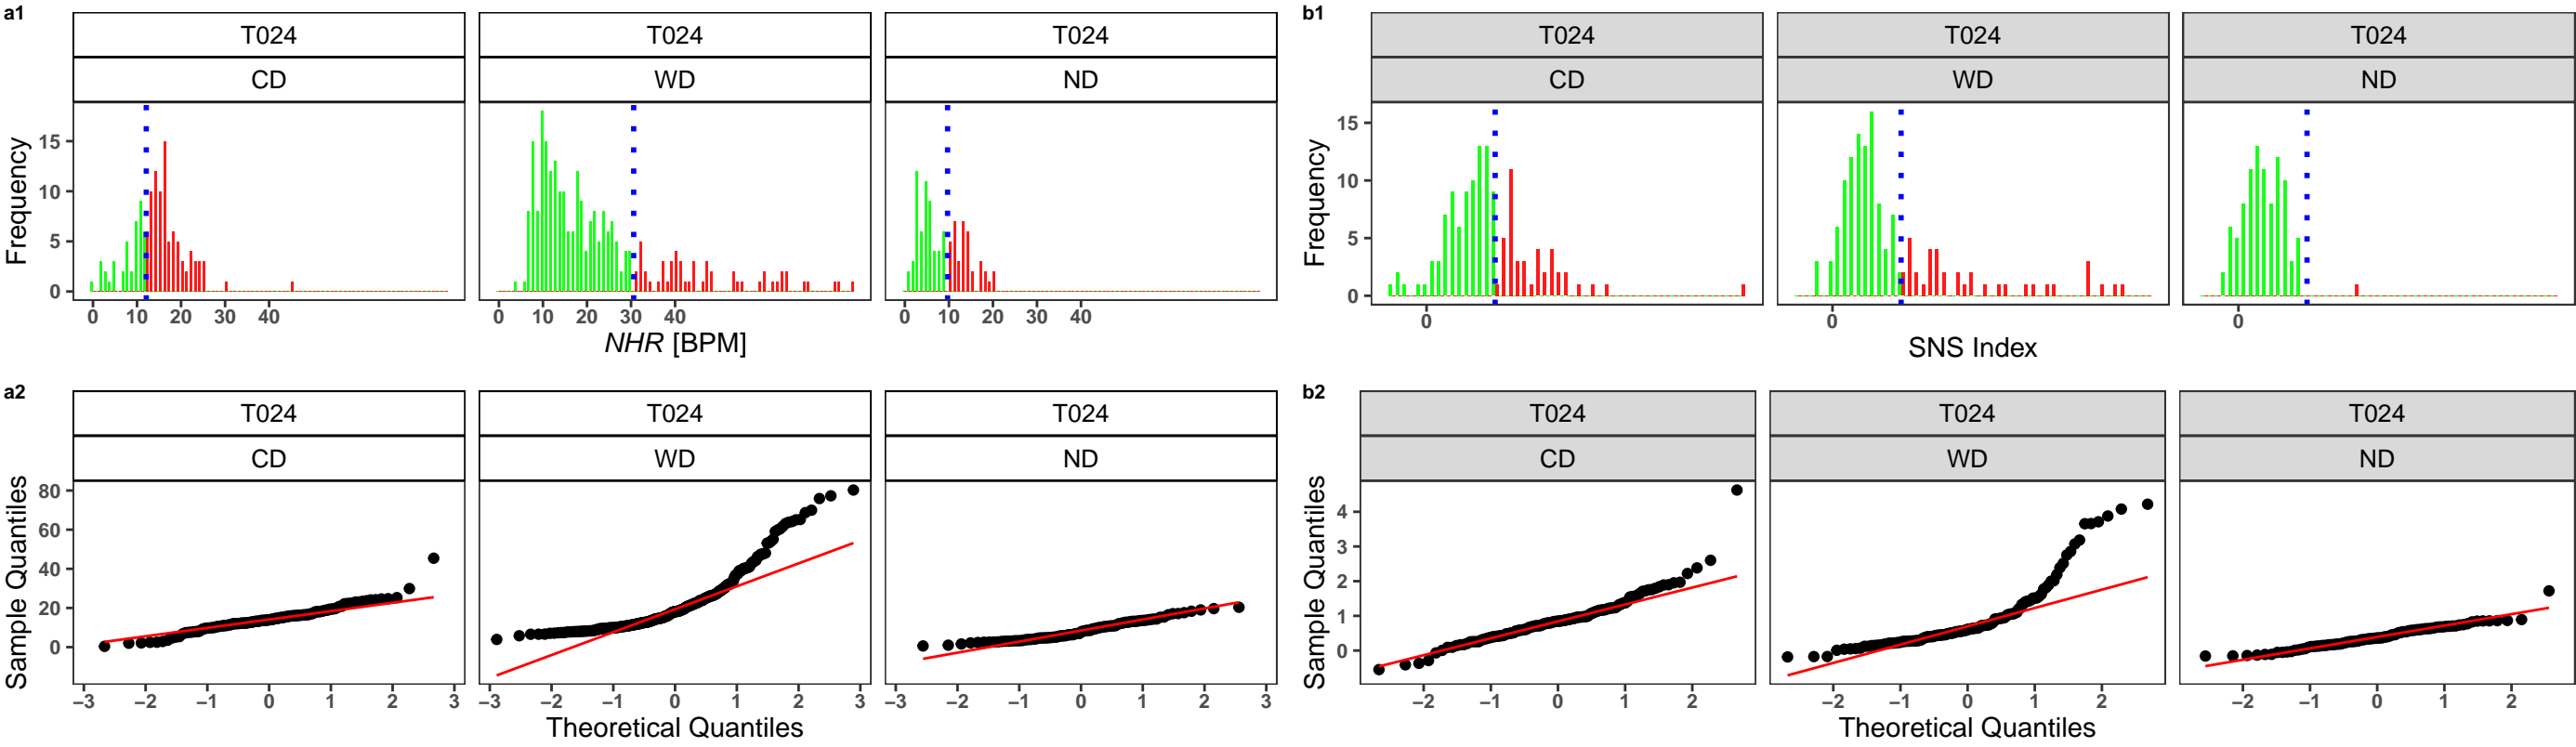 a1
T024 T024 T024
CD WD ND
Frequency
15
10
5
0
0 10 20 30 40 0 10 20 30 40 0 10 20 30 40
NHR [BPM]
b1
T024 T024 T024
CD WD ND
Frequency
15
10
5
0
0 0 0
SNS Index
a2
T024 T024 T024
CD WD ND
Sample Quantiles
80
60
40
20
0
−3 −2 −1 0 1 2 3 −3 −2 −1 0 1 2 3 −3 −2 −1 0 1 2 3
Theoretical Quantiles
b2
T024 T024 T024
CD WD ND
Sample Quantiles
4
3
2
1
0
−2 −1 0 1 2 −2 −1 0 1 2 −2 −1 0 1 2
Theoretical Quantiles